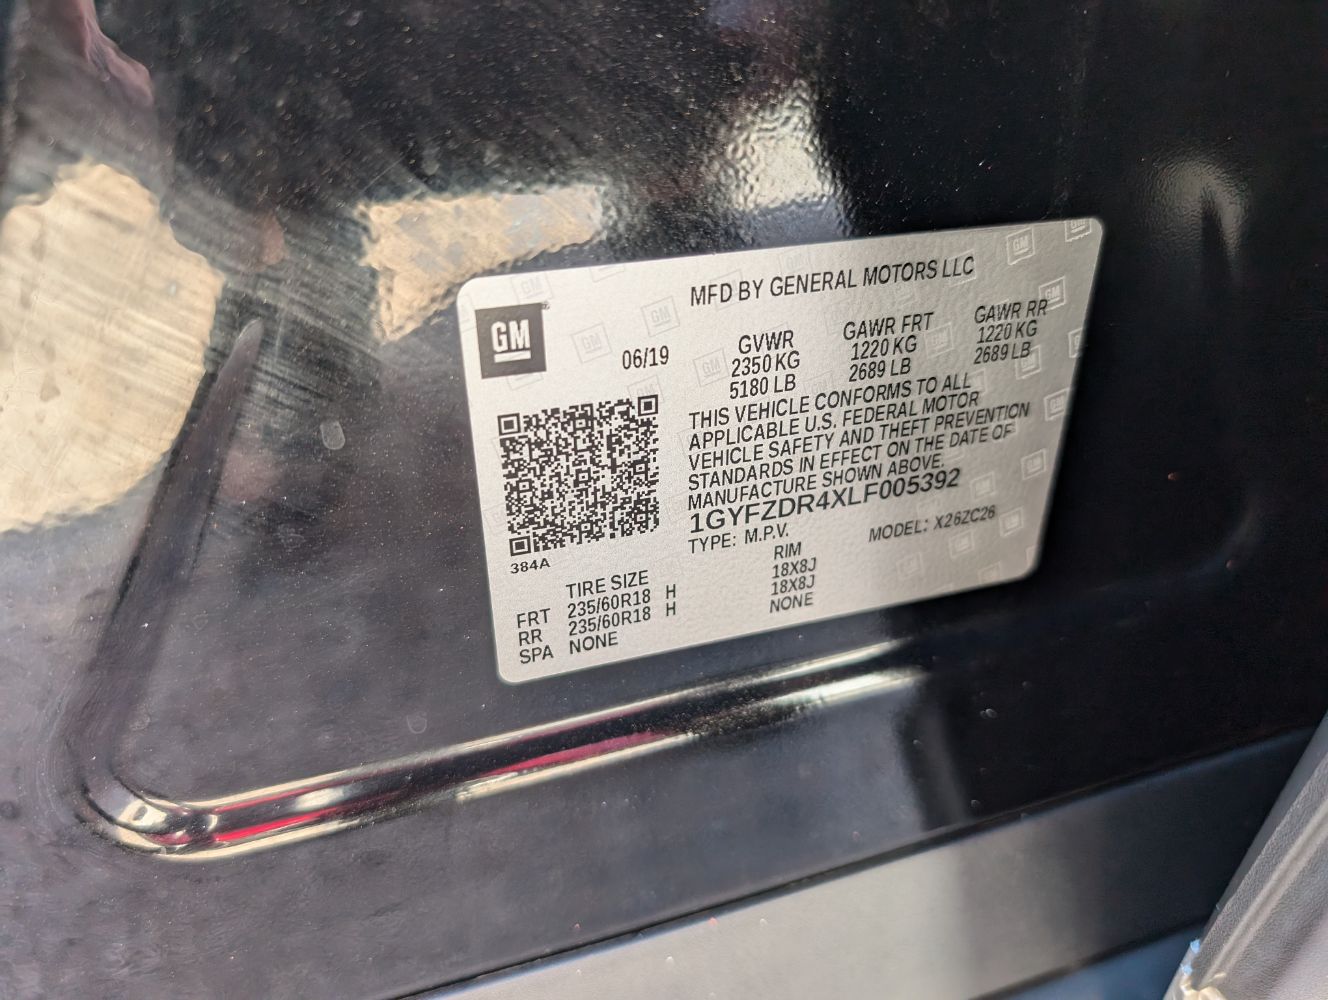 GM
MFD BY GENERAL MOTORS LLC
06/19
GVWR GAWR FRT GAWR RR
2350 KG 1220 KG 1220 KG
5180 LB 2689 LB 2689 LB
THIS VEHICLE CONFORMS TO ALL
APPLICABLE U.S. FEDERAL MOTOR
VEHICLE SAFETY AND THEFT PREVENTION
STANDARDS IN EFFECT ON THE DATE OF
MANUFACTURE SHOWN ABOVE.
1GYFZDR4XLF005392
TYPE: M.P.V. MODEL: X26ZC26
384A
TIRE SIZE RIM
FRT 235/60R18 H 18X8J
RR 235/60R18 H 18X8J
SPA NONE NONE